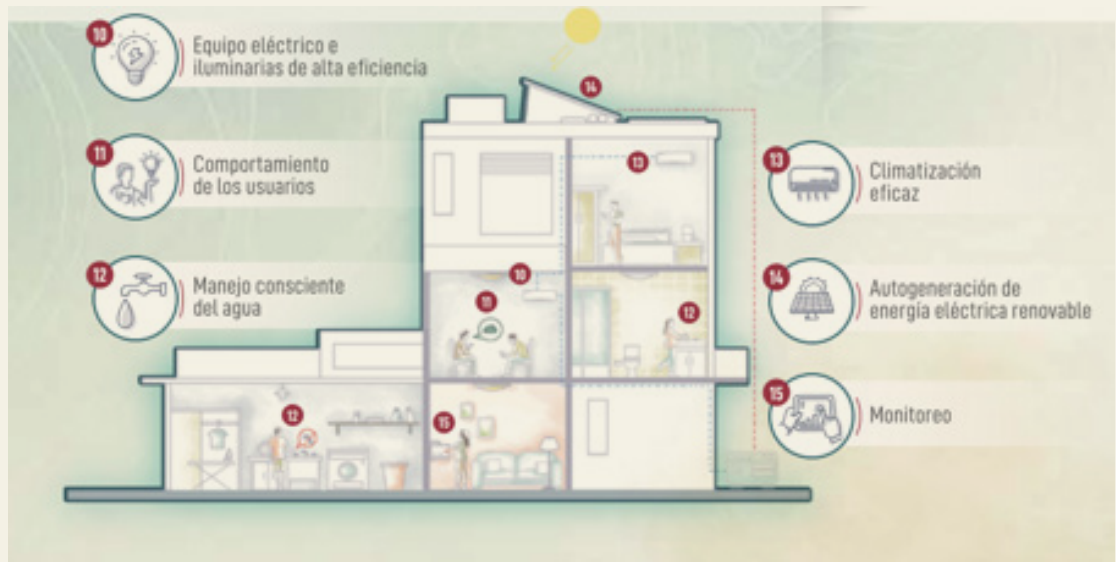 10
Equipo eléctrico e
iluminarias de alta eficiencia
11
Comportamiento
de los usuarios
12
Manejo consciente
del agua
13
Climatización
eficaz
14
Autogeneración de
energía eléctrica renovable
15
Monitoreo
14
13
10
11
12
12
15